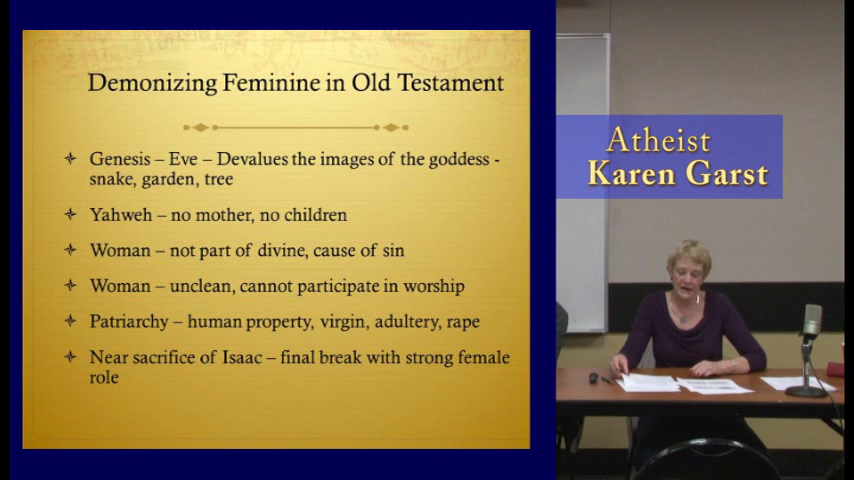 Demonizing Feminine in Old Testament
Genesis – Eve – Devalues the images of the goddess -
snake, garden, tree
Yahweh – no mother, no children
Woman – not part of divine, cause of sin
Woman – unclean, cannot participate in worship
Patriarchy – human property, virgin, adultery, rape
Near sacrifice of Isaac – final break with strong female
role
Atheist
Karen Garst